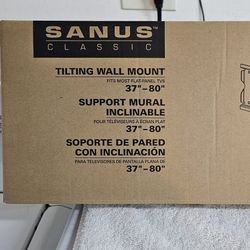 SANUS™
CLASSIC
TILTING WALL MOUNT
FITS MOST FLAT-PANEL TVS
37"–80"
SUPPORT MURAL
INCLINABLE
POUR TÉLÉVISEURS À ÉCRAN PLAT
37"–80"
SOPORTE DE PARED
CON INCLINACIÓN
PARA TELEVISORES DE PANTALLA PLANA DE
37"–80"